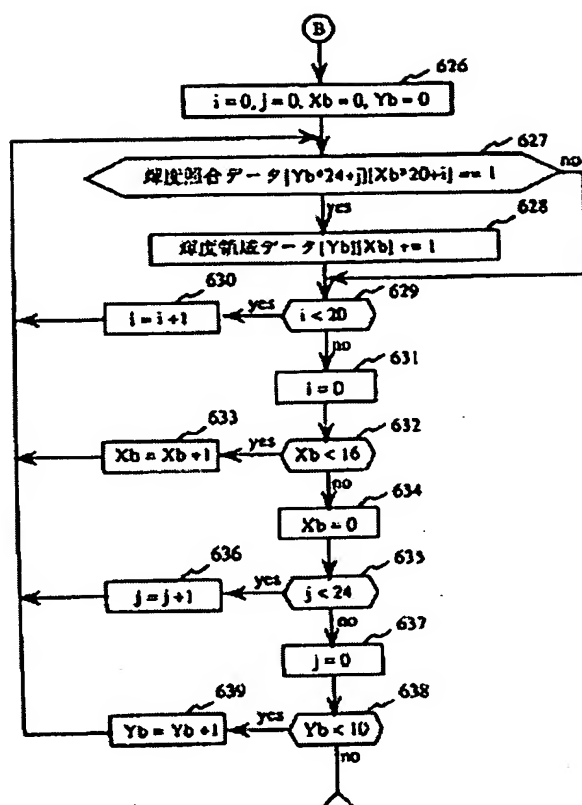 B
626
i = 0, j = 0, Xb = 0, Yb = 0
627
no
輝度照合データ[Yb*24+j][Xb*20+i] == 1
yes
628
輝度領域データ[Yb][Xb] += 1
630
629
i = i+1
yes
i < 20
no
631
i = 0
633
632
Xb = Xb+1
yes
Xb < 16
no
634
Xb = 0
636
635
j = j+1
yes
j < 24
no
637
j = 0
639
638
Yb = Yb+1
yes
Yb < 10
no